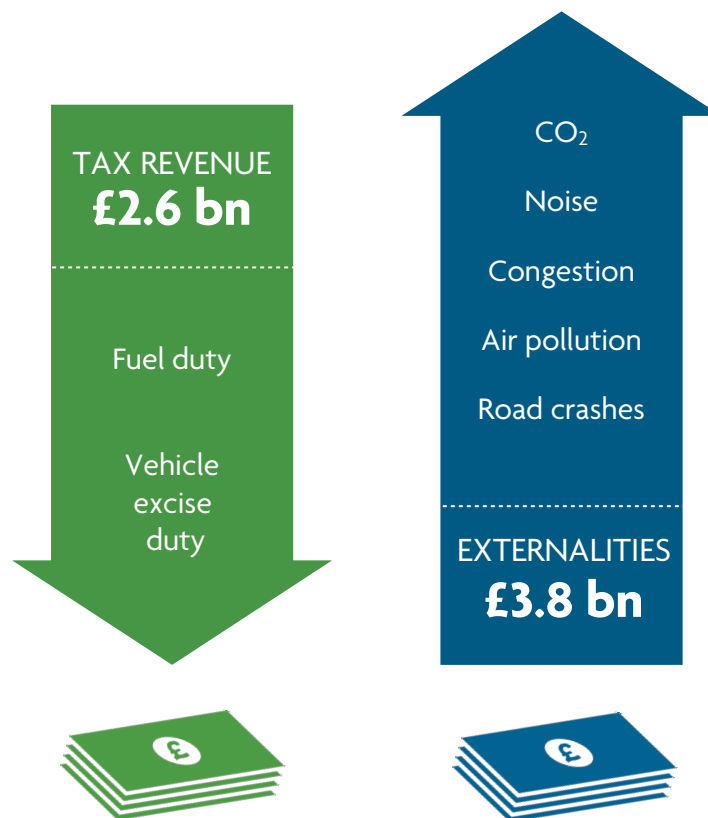 TAX REVENUE
£2.6 bn
Fuel duty
Vehicle
excise
duty
£
CO₂
Noise
Congestion
Air pollution
Road crashes
EXTERNALITIES
£3.8 bn
£